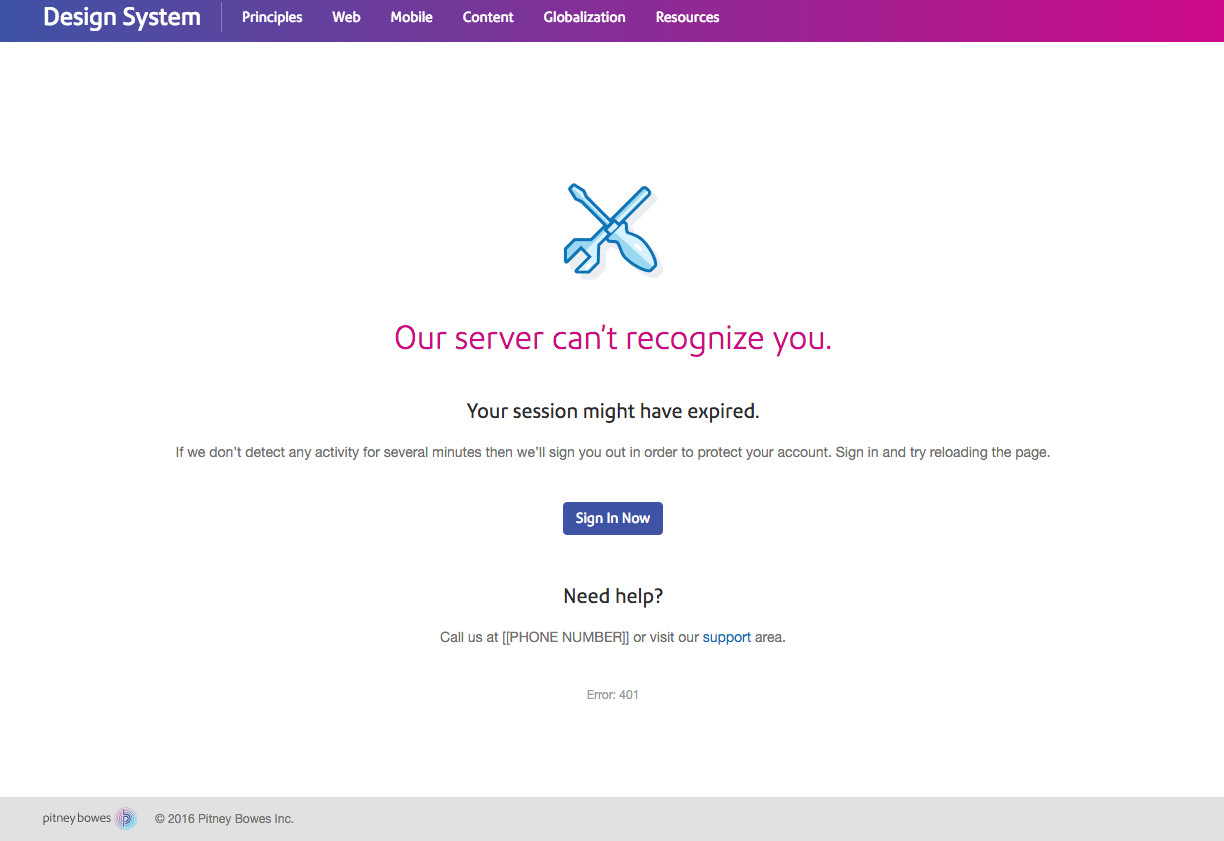 Design System Principles Web Mobile Content Globalization Resources
Our server can't recognize you.
Your session might have expired.
If we don't detect any activity for several minutes then we'll sign you out in order to protect your account. Sign in and try reloading the page.
Sign In Now
Need help?
Call us at [[PHONE NUMBER]] or visit our support area.
Error: 401
pitney bowes © 2016 Pitney Bowes Inc.